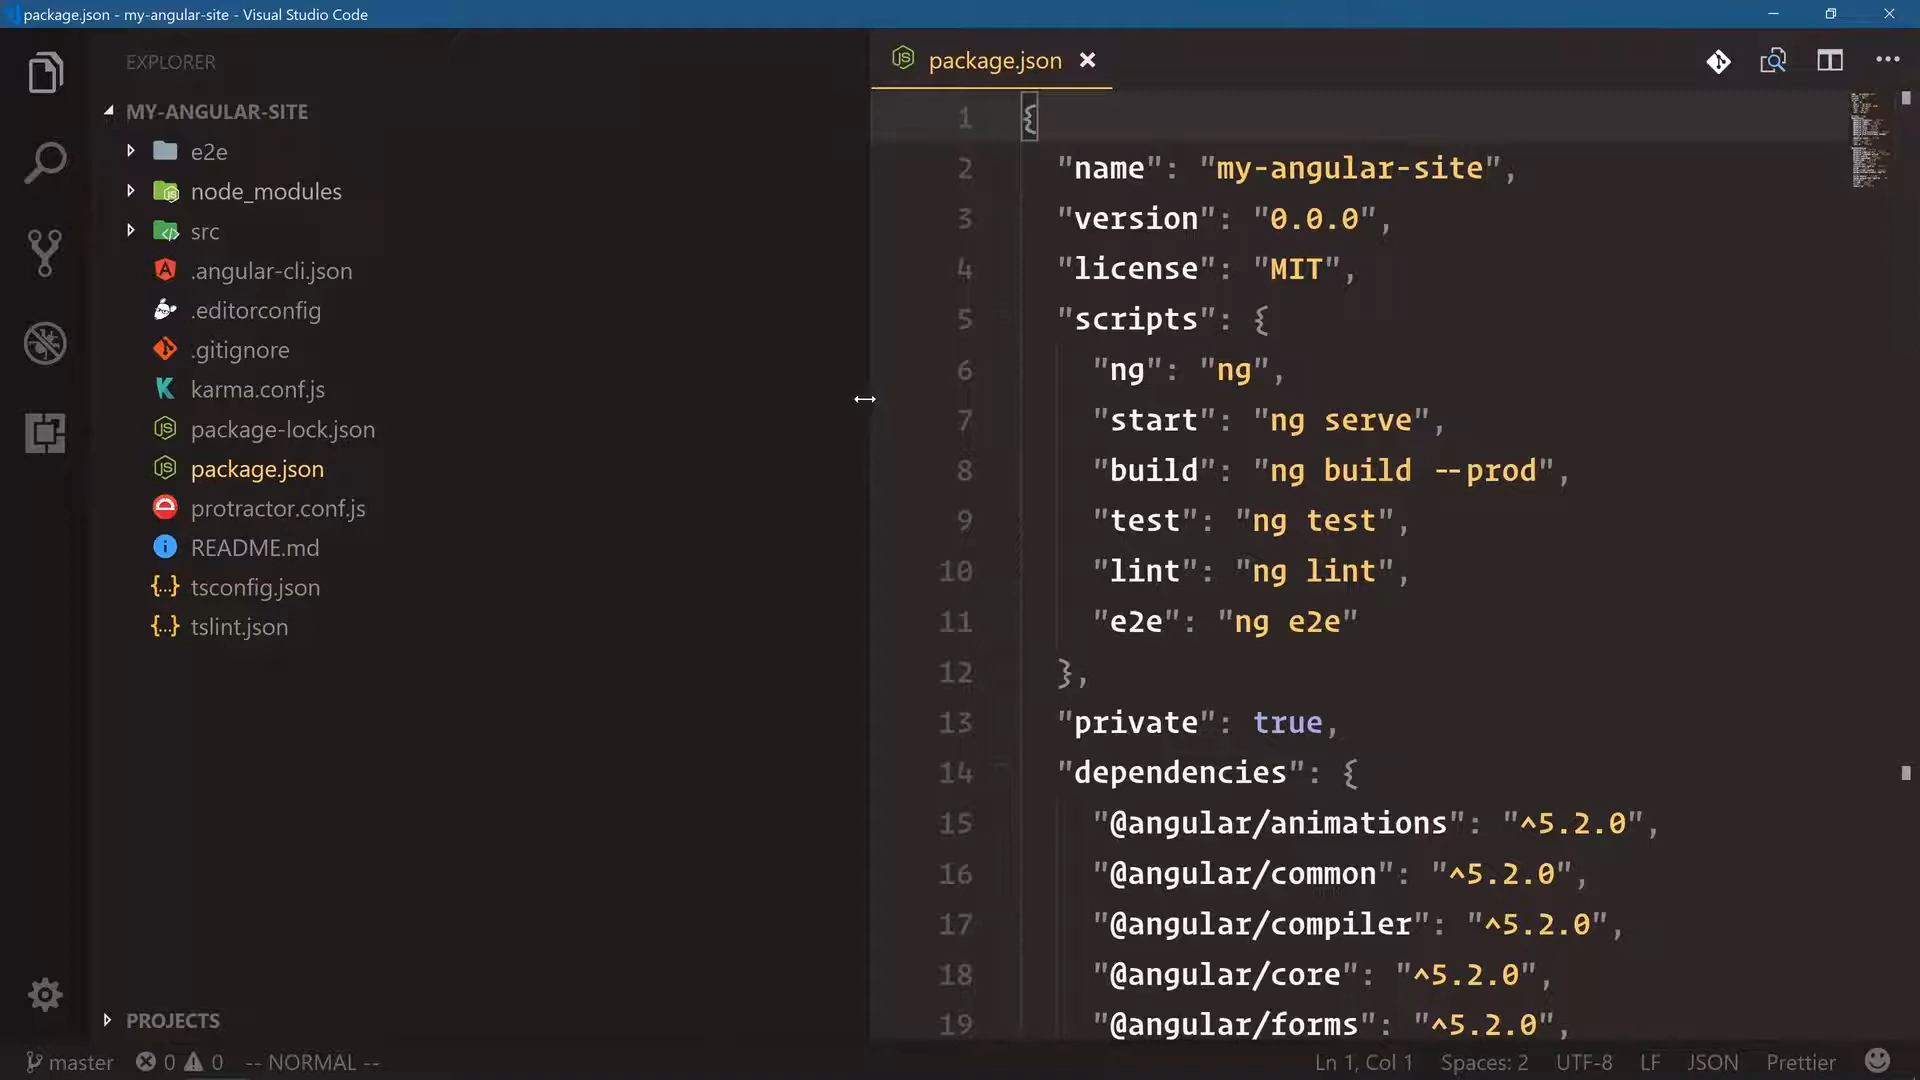 package.json - my-angular-site - Visual Studio Code
EXPLORER
MY-ANGULAR-SITE
e2e
node_modules
src
.angular-cli.json
.editorconfig
.gitignore
karma.conf.js
package-lock.json
package.json
protractor.conf.js
README.md
tsconfig.json
tslint.json
PROJECTS
package.json
1 {
2 "name": "my-angular-site",
3 "version": "0.0.0",
4 "license": "MIT",
5 "scripts": {
6 "ng": "ng",
7 "start": "ng serve",
8 "build": "ng build --prod",
9 "test": "ng test",
10 "lint": "ng lint",
11 "e2e": "ng e2e"
12 },
13 "private": true,
14 "dependencies": {
15 "@angular/animations": "^5.2.0",
16 "@angular/common": "^5.2.0",
17 "@angular/compiler": "^5.2.0",
18 "@angular/core": "^5.2.0",
19 "@angular/forms": "^5.2.0",
master 0 0 -- NORMAL -- Ln 1, Col 1 Spaces: 2 UTF-8 LF JSON Prettier